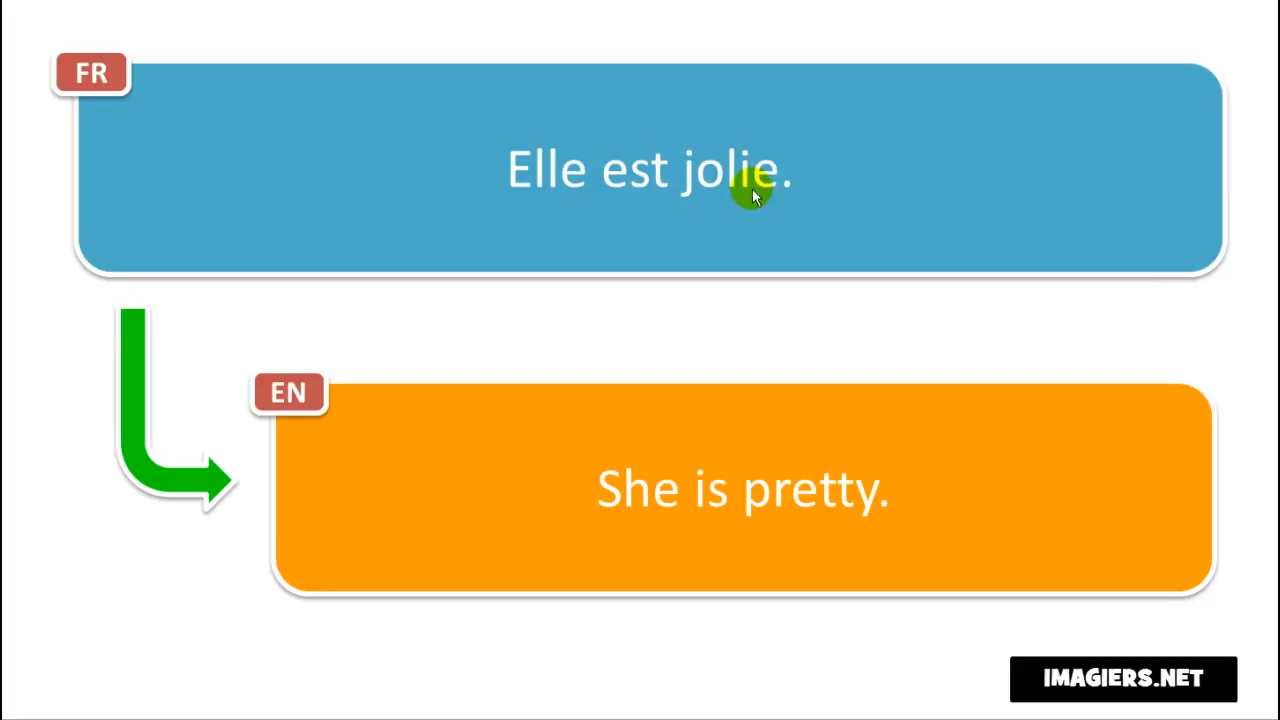 FR
Elle est jolie.
EN
She is pretty.
IMAGIERS.NET